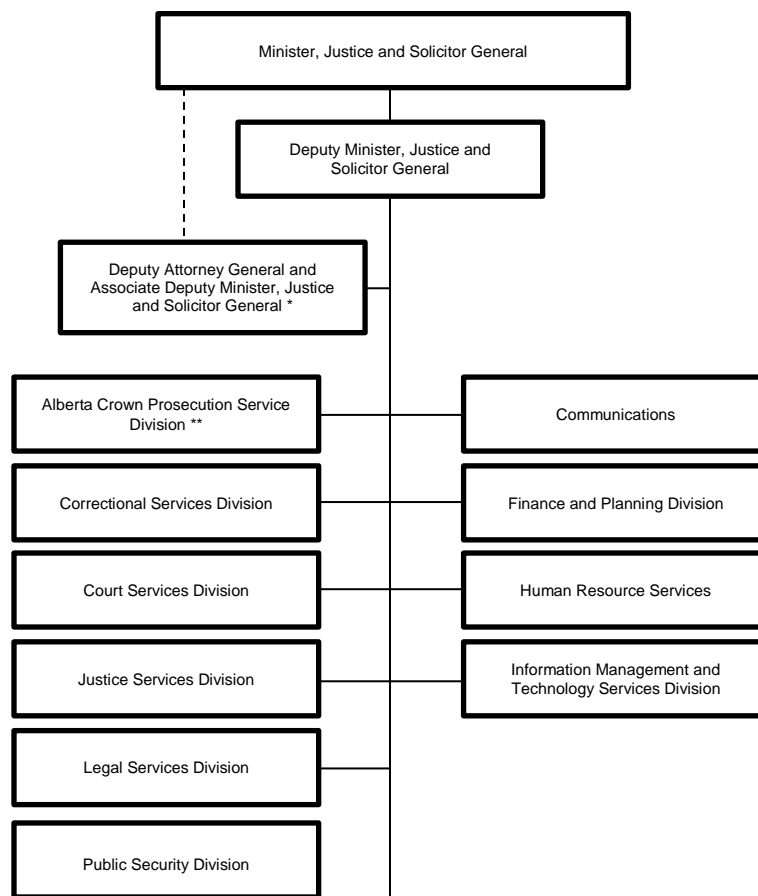 Minister, Justice and Solicitor General
Deputy Minister, Justice and
Solicitor General
Deputy Attorney General and
Associate Deputy Minister, Justice
and Solicitor General *
Alberta Crown Prosecution Service
Division **
Communications
Correctional Services Division
Finance and Planning Division
Court Services Division
Human Resource Services
Justice Services Division
Information Management and
Technology Services Division
Legal Services Division
Public Security Division